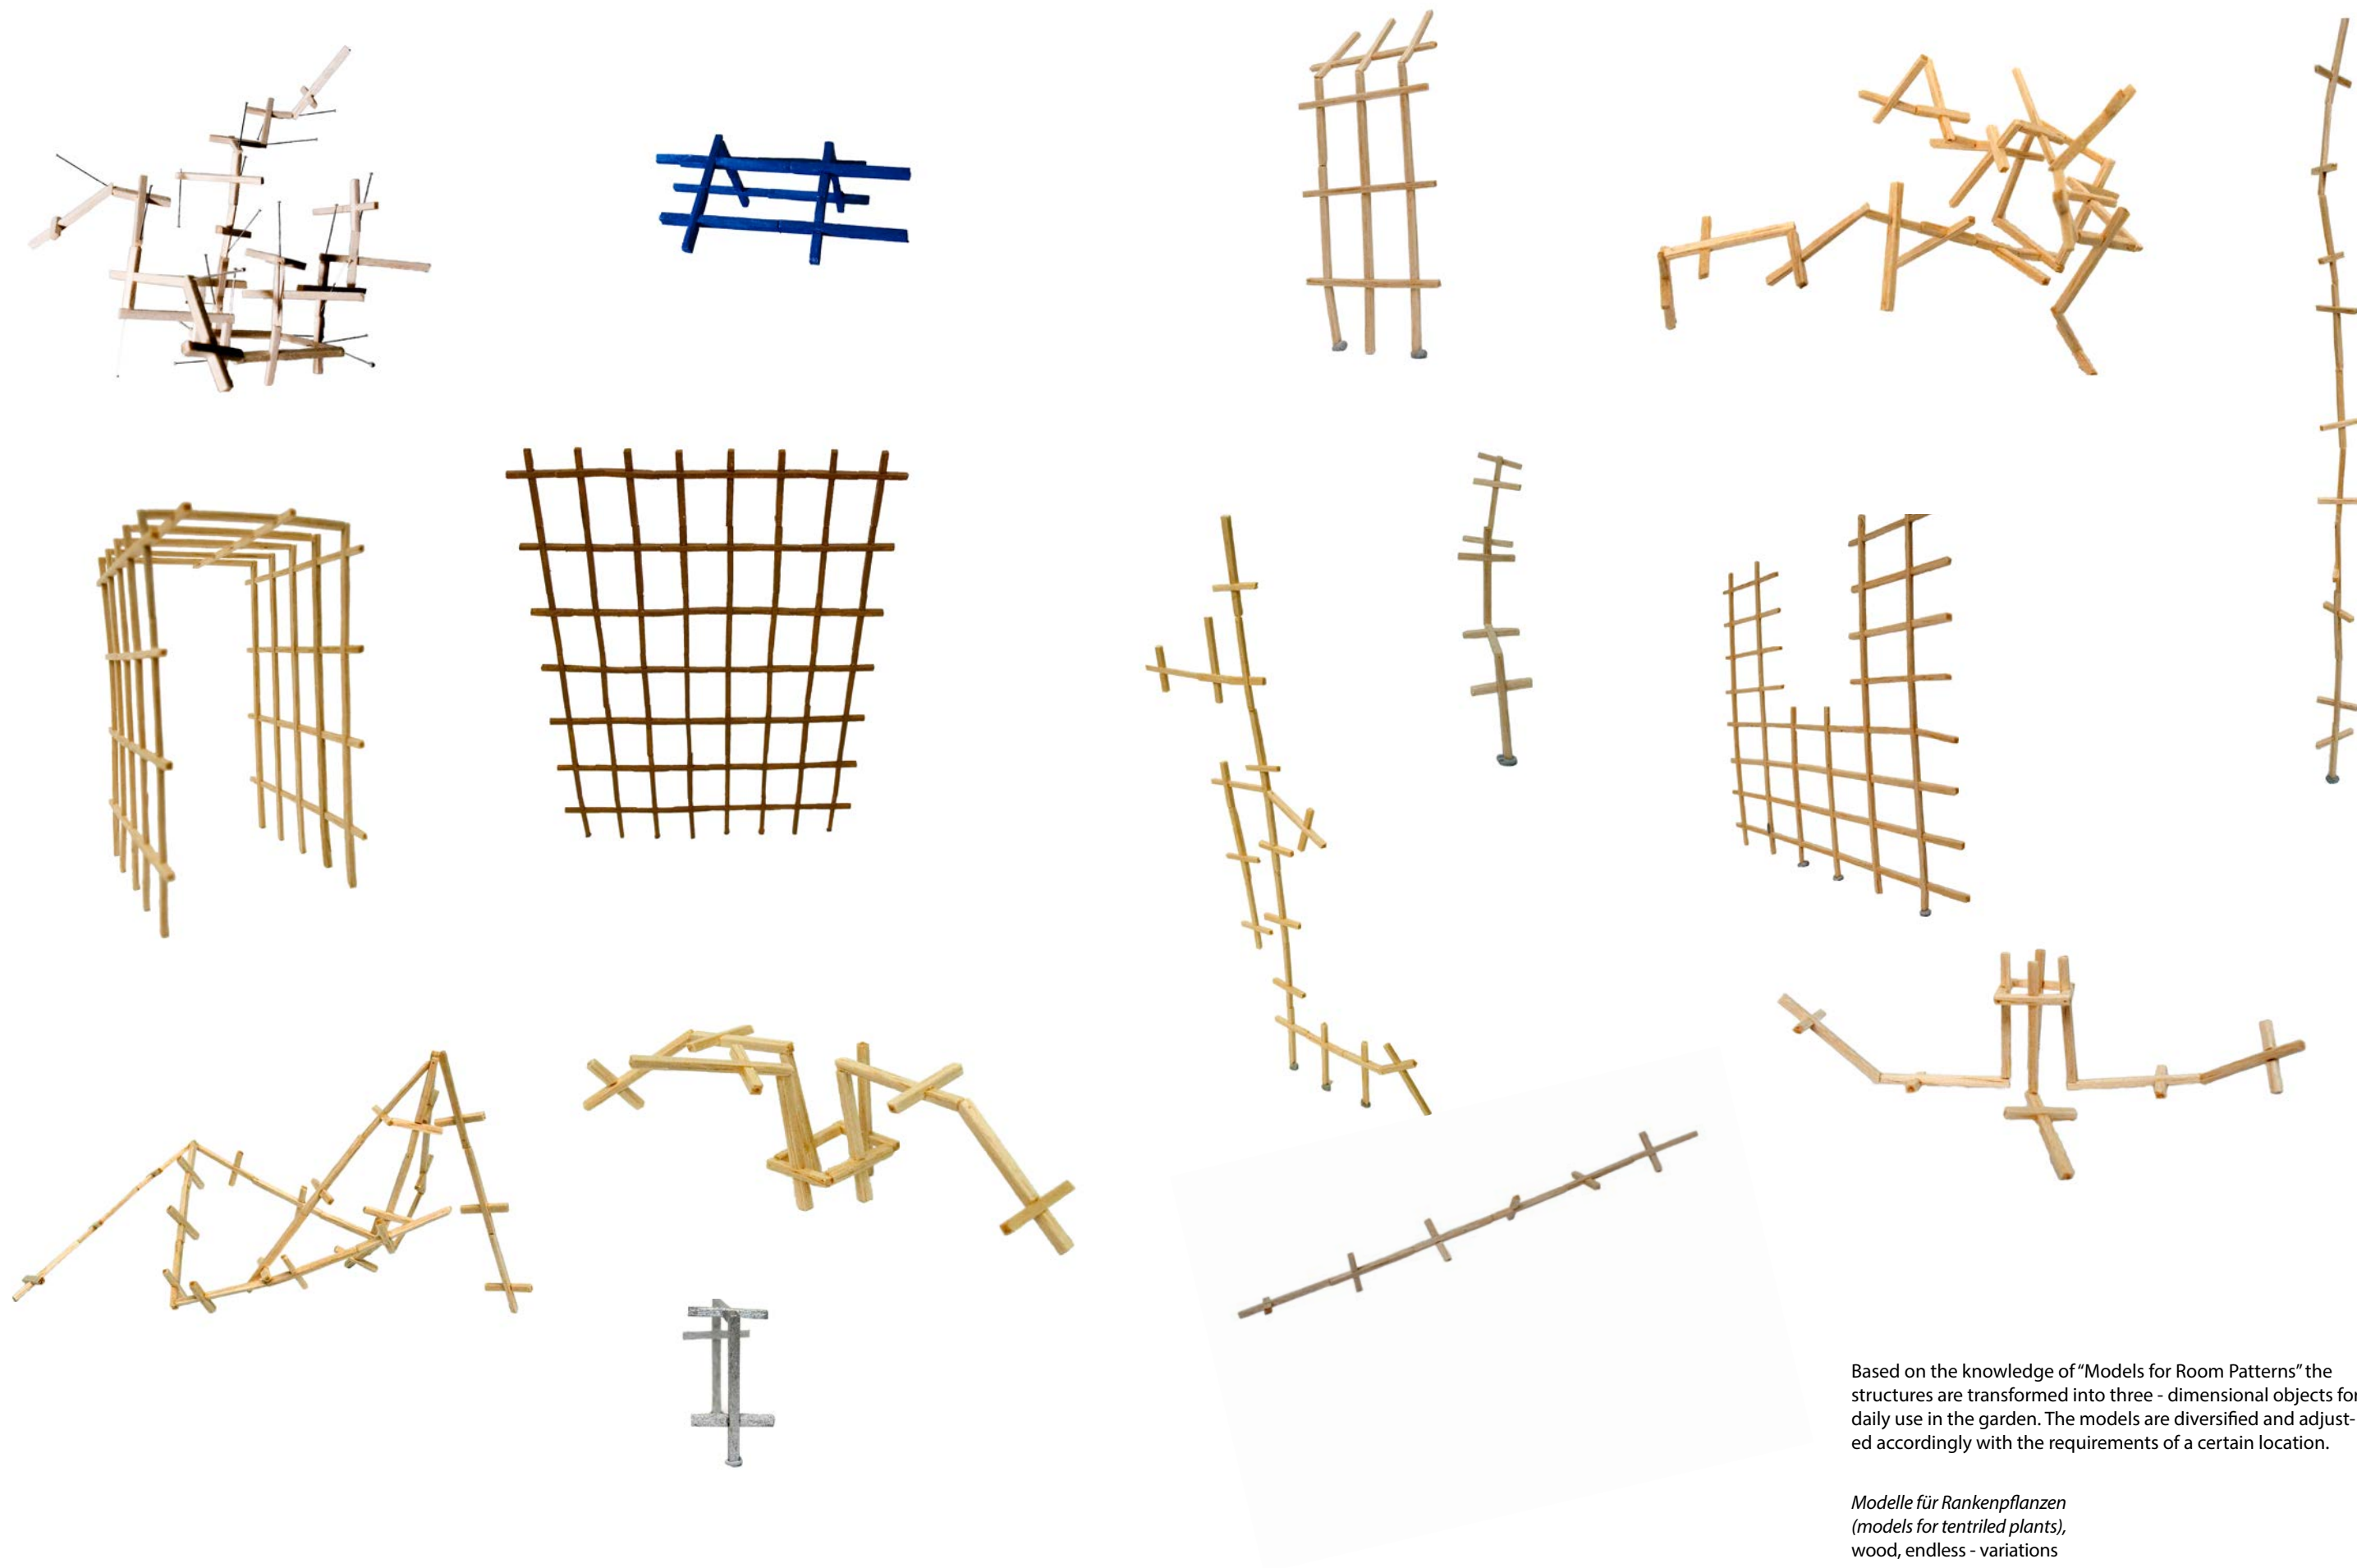 Based on the knowledge of “Models for Room Patterns” the
structures are transformed into three - dimensional objects for
daily use in the garden. The models are diversified and adjust-
ed accordingly with the requirements of a certain location.
Modelle für Rankenpflanzen
(models for tentriled plants),
wood, endless - variations